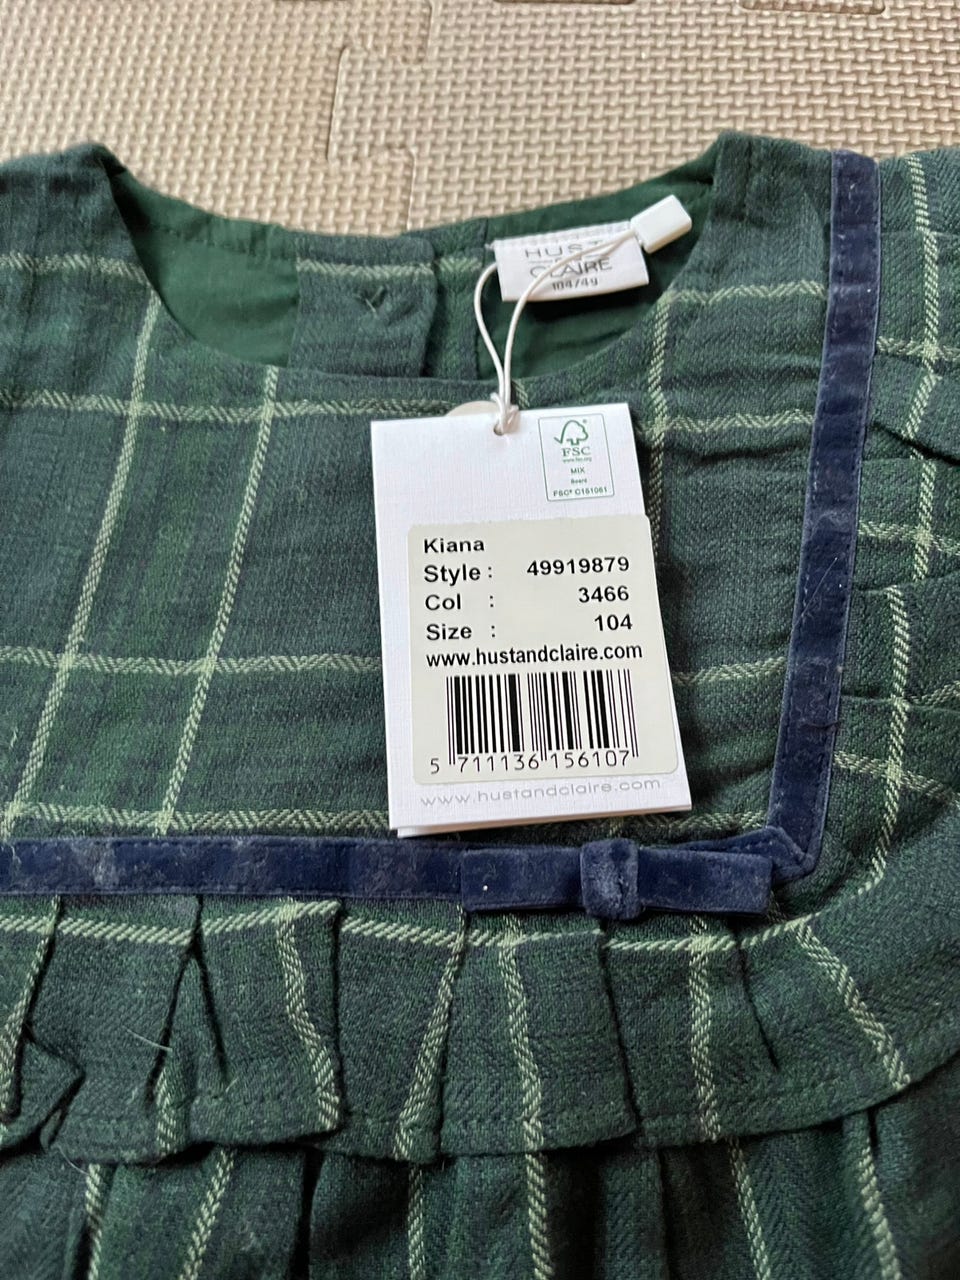 HUST
CLAIRE
104/4y
FSC
www.fsc.org
MIX
Board
FSC® C151061
Kiana
Style : 49919879
Col : 3466
Size : 104
www.hustandclaire.com
5 711136 156107
www.hustandclaire.com